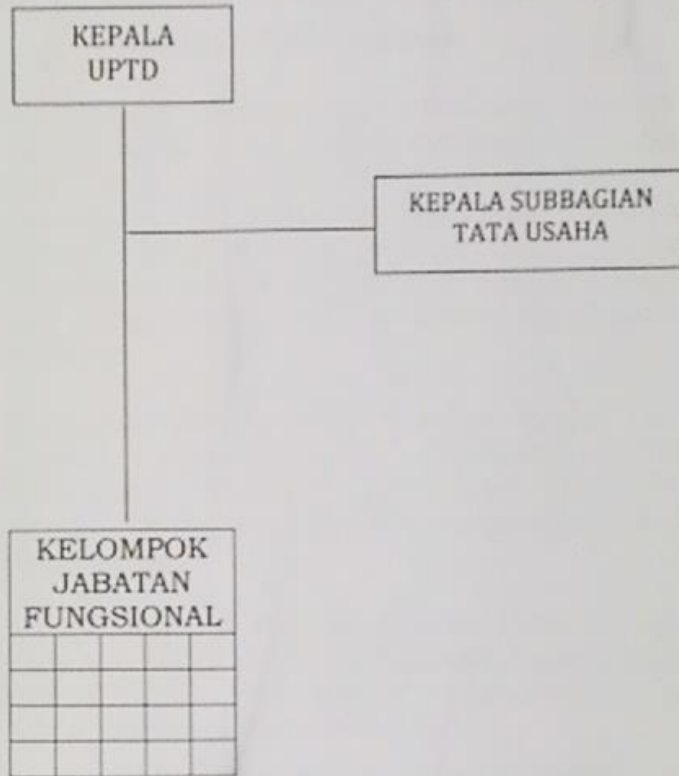 KEPALA
UPTD
KEPALA SUBBAGIAN
TATA USAHA
KELOMPOK
JABATAN
FUNGSIONAL